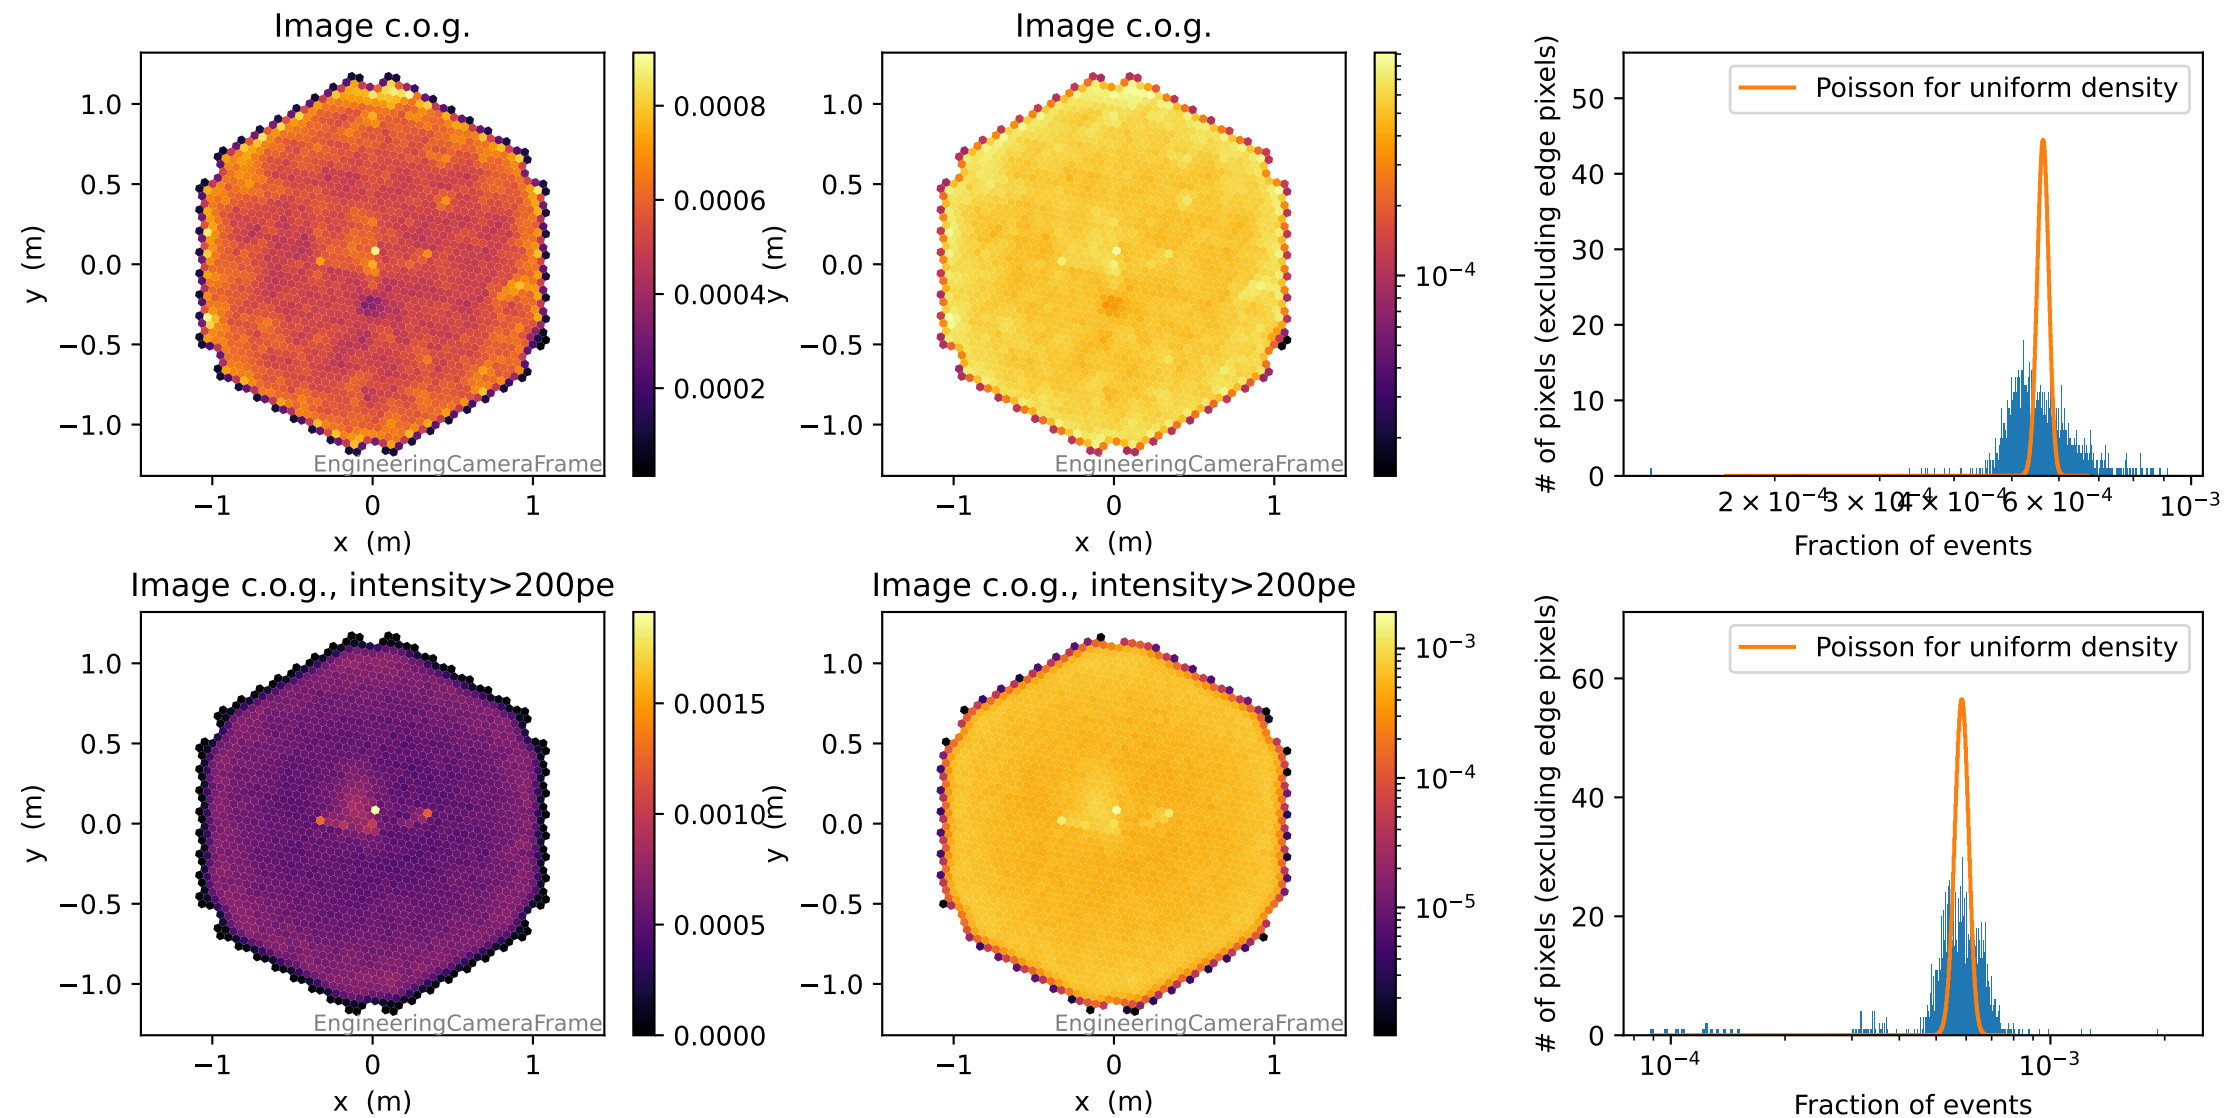 Image c.o.g.
y (m)
1.0
0.5
0.0
−0.5
−1.0
−1
0
1
x (m)
EngineeringCameraFrame
0.0008
0.0006
0.0004
0.0002
Image c.o.g.
y (m)
1.0
0.5
0.0
−0.5
−1.0
−1
0
1
x (m)
EngineeringCameraFrame
10⁻⁴
# of pixels (excluding edge pixels)
50
40
30
20
10
0
Poisson for uniform density
2 × 10⁻⁴
3 × 10⁻⁴
4 × 10⁻⁴
6 × 10⁻⁴
10⁻³
Fraction of events
Image c.o.g., intensity>200pe
y (m)
1.0
0.5
0.0
−0.5
−1.0
−1
0
1
x (m)
EngineeringCameraFrame
0.0015
0.0010
0.0005
0.0000
Image c.o.g., intensity>200pe
y (m)
1.0
0.5
0.0
−0.5
−1.0
−1
0
1
x (m)
EngineeringCameraFrame
10⁻³
10⁻⁴
10⁻⁵
# of pixels (excluding edge pixels)
60
40
20
0
Poisson for uniform density
10⁻⁴
10⁻³
Fraction of events